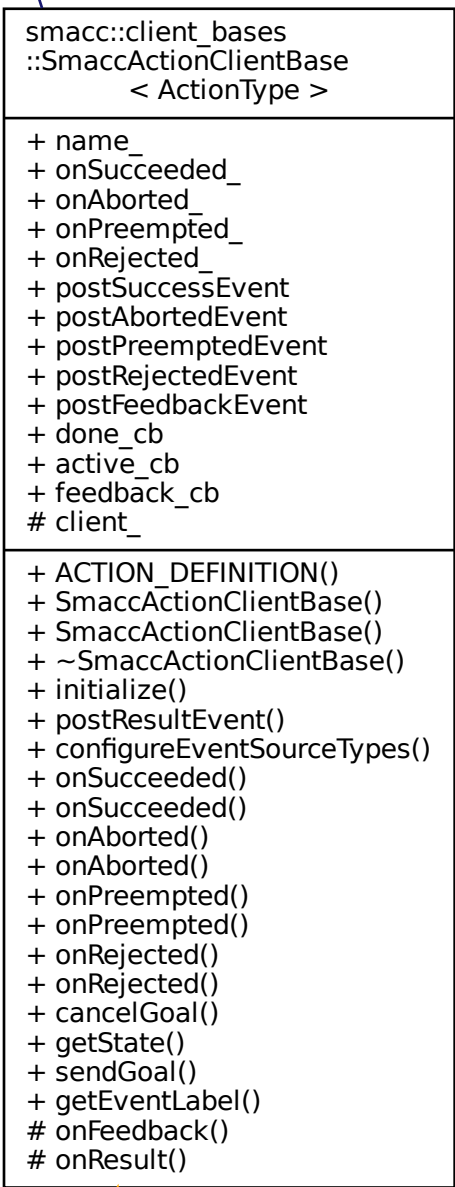 smacc::client_bases
::SmaccActionClientBase
< ActionType >
+ name_
+ onSucceeded_
+ onAborted_
+ onPreempted_
+ onRejected_
+ postSuccessEvent
+ postAbortedEvent
+ postPreemptedEvent
+ postRejectedEvent
+ postFeedbackEvent
+ done_cb
+ active_cb
+ feedback_cb
# client_
+ ACTION_DEFINITION()
+ SmaccActionClientBase()
+ SmaccActionClientBase()
+ ~SmaccActionClientBase()
+ initialize()
+ postResultEvent()
+ configureEventSourceTypes()
+ onSucceeded()
+ onSucceeded()
+ onAborted()
+ onAborted()
+ onPreempted()
+ onPreempted()
+ onRejected()
+ onRejected()
+ cancelGoal()
+ getState()
+ sendGoal()
+ getEventLabel()
# onFeedback()
# onResult()